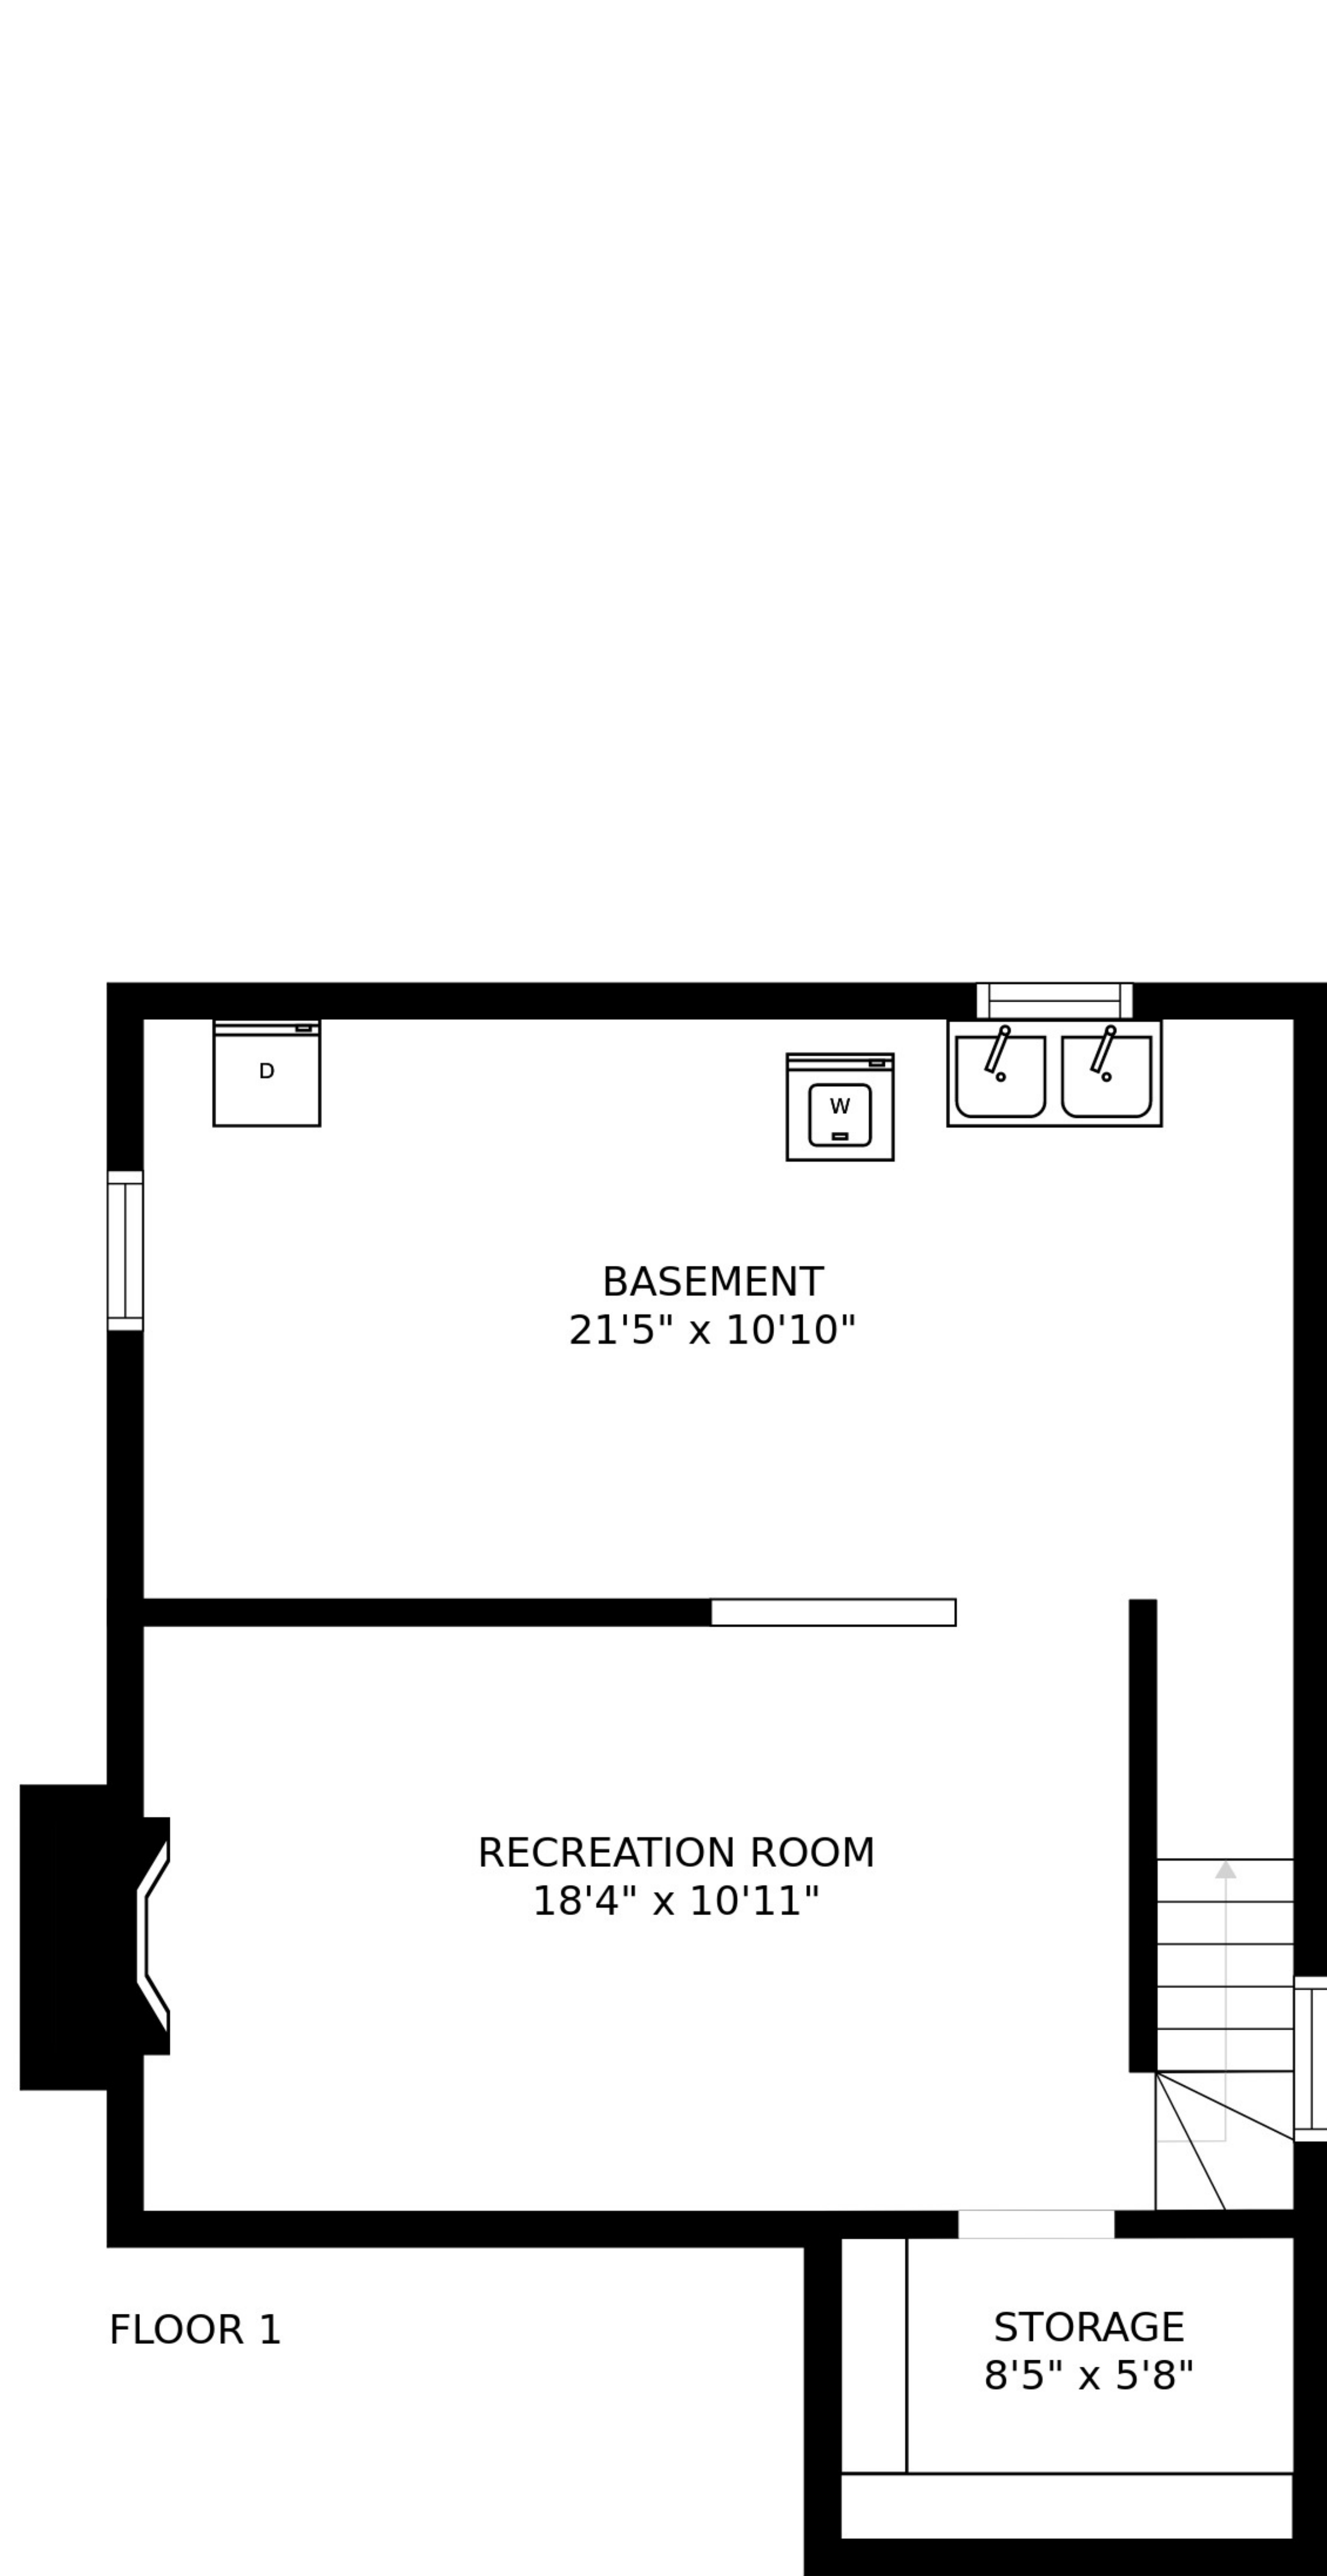 D
W
BASEMENT
21'5" x 10'10"
RECREATION ROOM
18'4" x 10'11"
FLOOR 1
STORAGE
8'5" x 5'8"